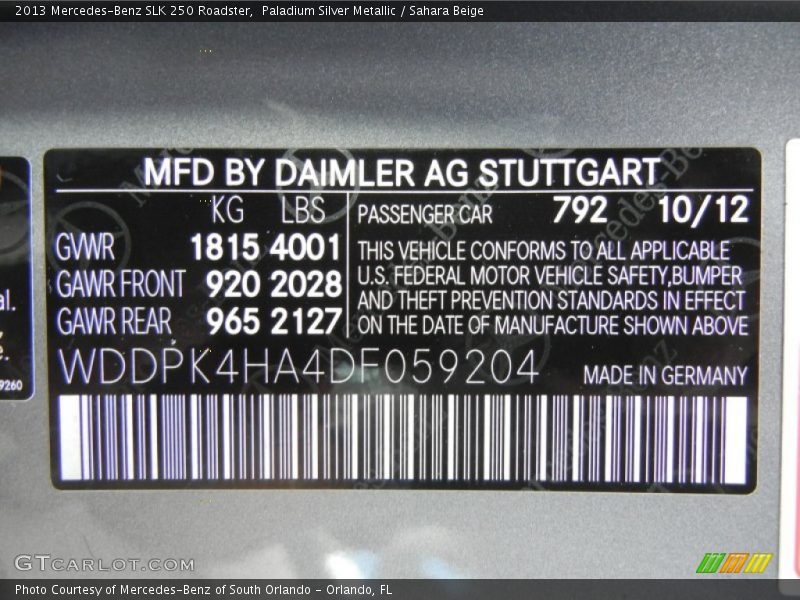 2013 Mercedes-Benz SLK 250 Roadster, Paladium Silver Metallic / Sahara Beige
MFD BY DAIMLER AG STUTTGART
KG LBS
GVWR 1815 4001
GAWR FRONT 920 2028
GAWR REAR 965 2127
PASSENGER CAR 792 10/12
THIS VEHICLE CONFORMS TO ALL APPLICABLE
U.S. FEDERAL MOTOR VEHICLE SAFETY,BUMPER
AND THEFT PREVENTION STANDARDS IN EFFECT
ON THE DATE OF MANUFACTURE SHOWN ABOVE
WDDPK4HA4DF059204
MADE IN GERMANY
al.
9260
GTCARLOT.COM
Photo Courtesy of Mercedes-Benz of South Orlando - Orlando, FL